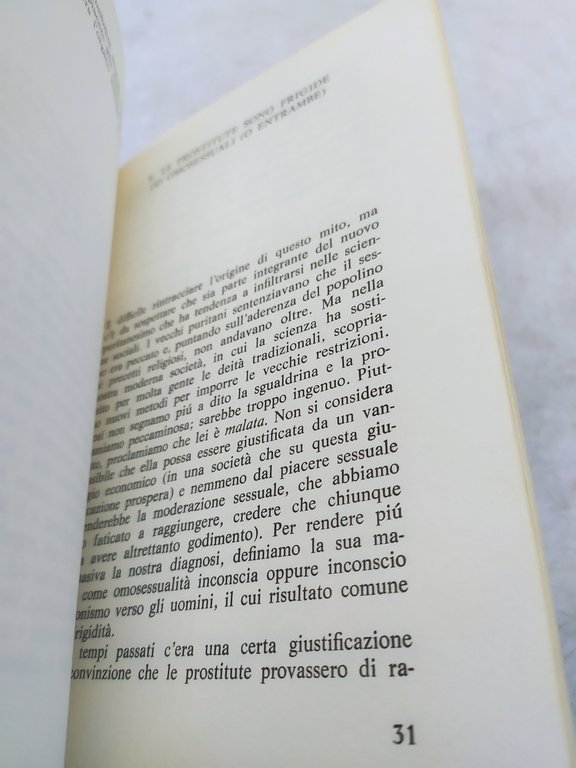 LE PROSTITUTE SONO FRIGIDE
OD OMOSESSUALI (O ENTRAMBE)
È difficile rintracciare l'origine di questo mito, ma
c'è da sospettare che sia parte integrante del nuovo
che ha tendenza a infiltrarsi nelle scien-
sociali. I vecchi puritani sentenziavano che il ses-
era peccato e, puntando sull'aderenza del popolino
precetti religiosi, non andavano oltre. Ma nella
moderna società, in cui la scienza ha sosti-
per molta gente le deità tradizionali, scopria-
nuovi metodi per imporre le vecchie restrizioni.
non segnamo piú a dito la sgualdrina e la pro-
peccaminosa; sarebbe troppo ingenuo. Piut-
proclamiamo che lei è malata. Non si considera
che ella possa essere giustificata da un van-
economico (in una società che su questa giu-
prospera) e nemmeno dal piacere sessuale
la moderazione sessuale, che abbiamo
faticato a raggiungere, credere che chiunque
avere altrettanto godimento). Per rendere piú
la nostra diagnosi, definiamo la sua ma-
come omosessualità inconscia oppure inconscio
verso gli uomini, il cui risultato comune
tempi passati c'era una certa giustificazione
che le prostitute provassero di ra-
31